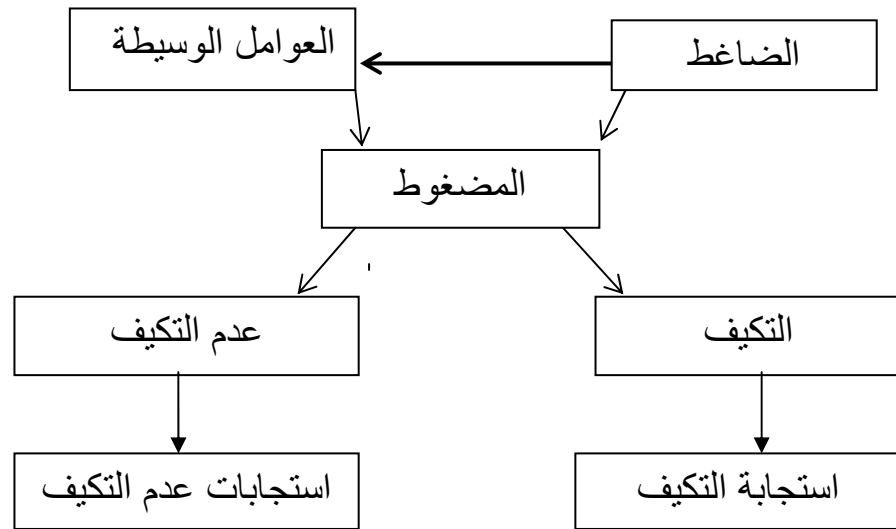 الضاغط
العوامل الوسيطة
المضغوط
التكيف
عدم التكيف
استجابة التكيف
استجابات عدم التكيف